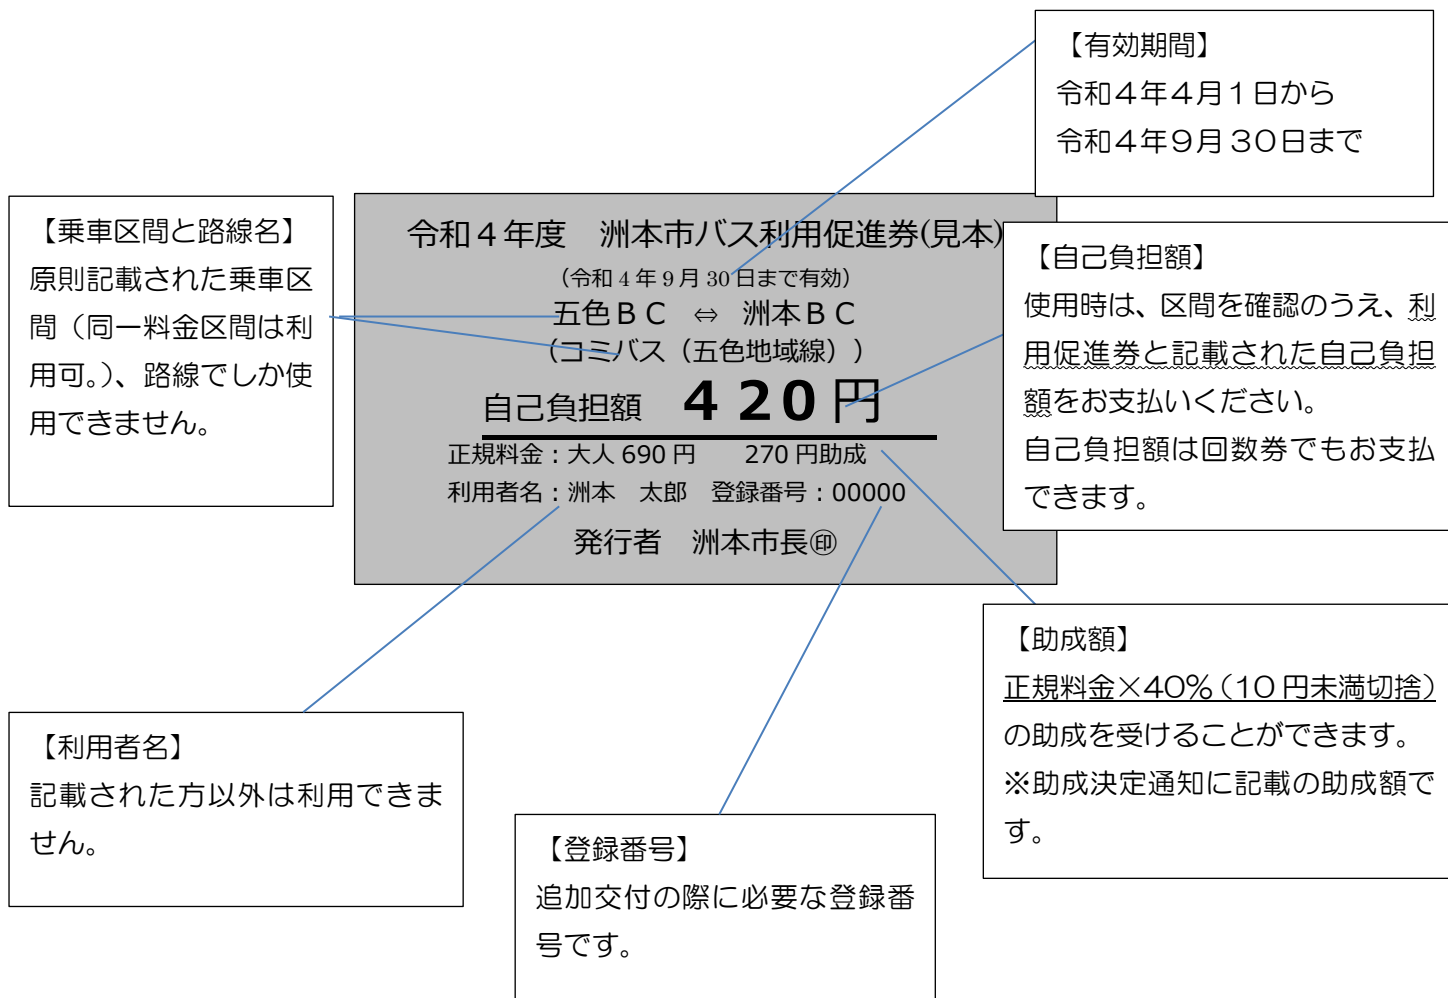 【有効期間】
令和４年４月１日から
令和４年９月３０日まで
【乗車区間と路線名】
原則記載された乗車区
間（同一料金区間は利
用可。）、路線でしか使
用できません。
令和４年度　洲本市バス利用促進券(見本)
（令和 4 年 9 月 30 日まで有効）
五色ＢＣ　⇔　洲本ＢＣ
（コミバス（五色地域線））
自己負担額　４２０円
正規料金：大人 690 円　　270 円助成
利用者名：洲本　太郎　登録番号：00000
発行者　洲本市長㊞
【自己負担額】
使用時は、区間を確認のうえ、利
用促進券と記載された自己負担
額をお支払いください。
自己負担額は回数券でもお支払
できます。
【助成額】
正規料金×40％（10 円未満切捨）
の助成を受けることができます。
※助成決定通知に記載の助成額で
す。
【利用者名】
記載された方以外は利用できま
せん。
【登録番号】
追加交付の際に必要な登録番
号です。